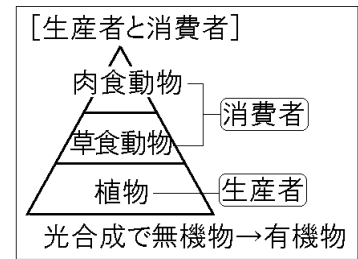 [生産者と消費者]
肉食動物
消費者
草食動物
植物
生産者
光合成で無機物→有機物